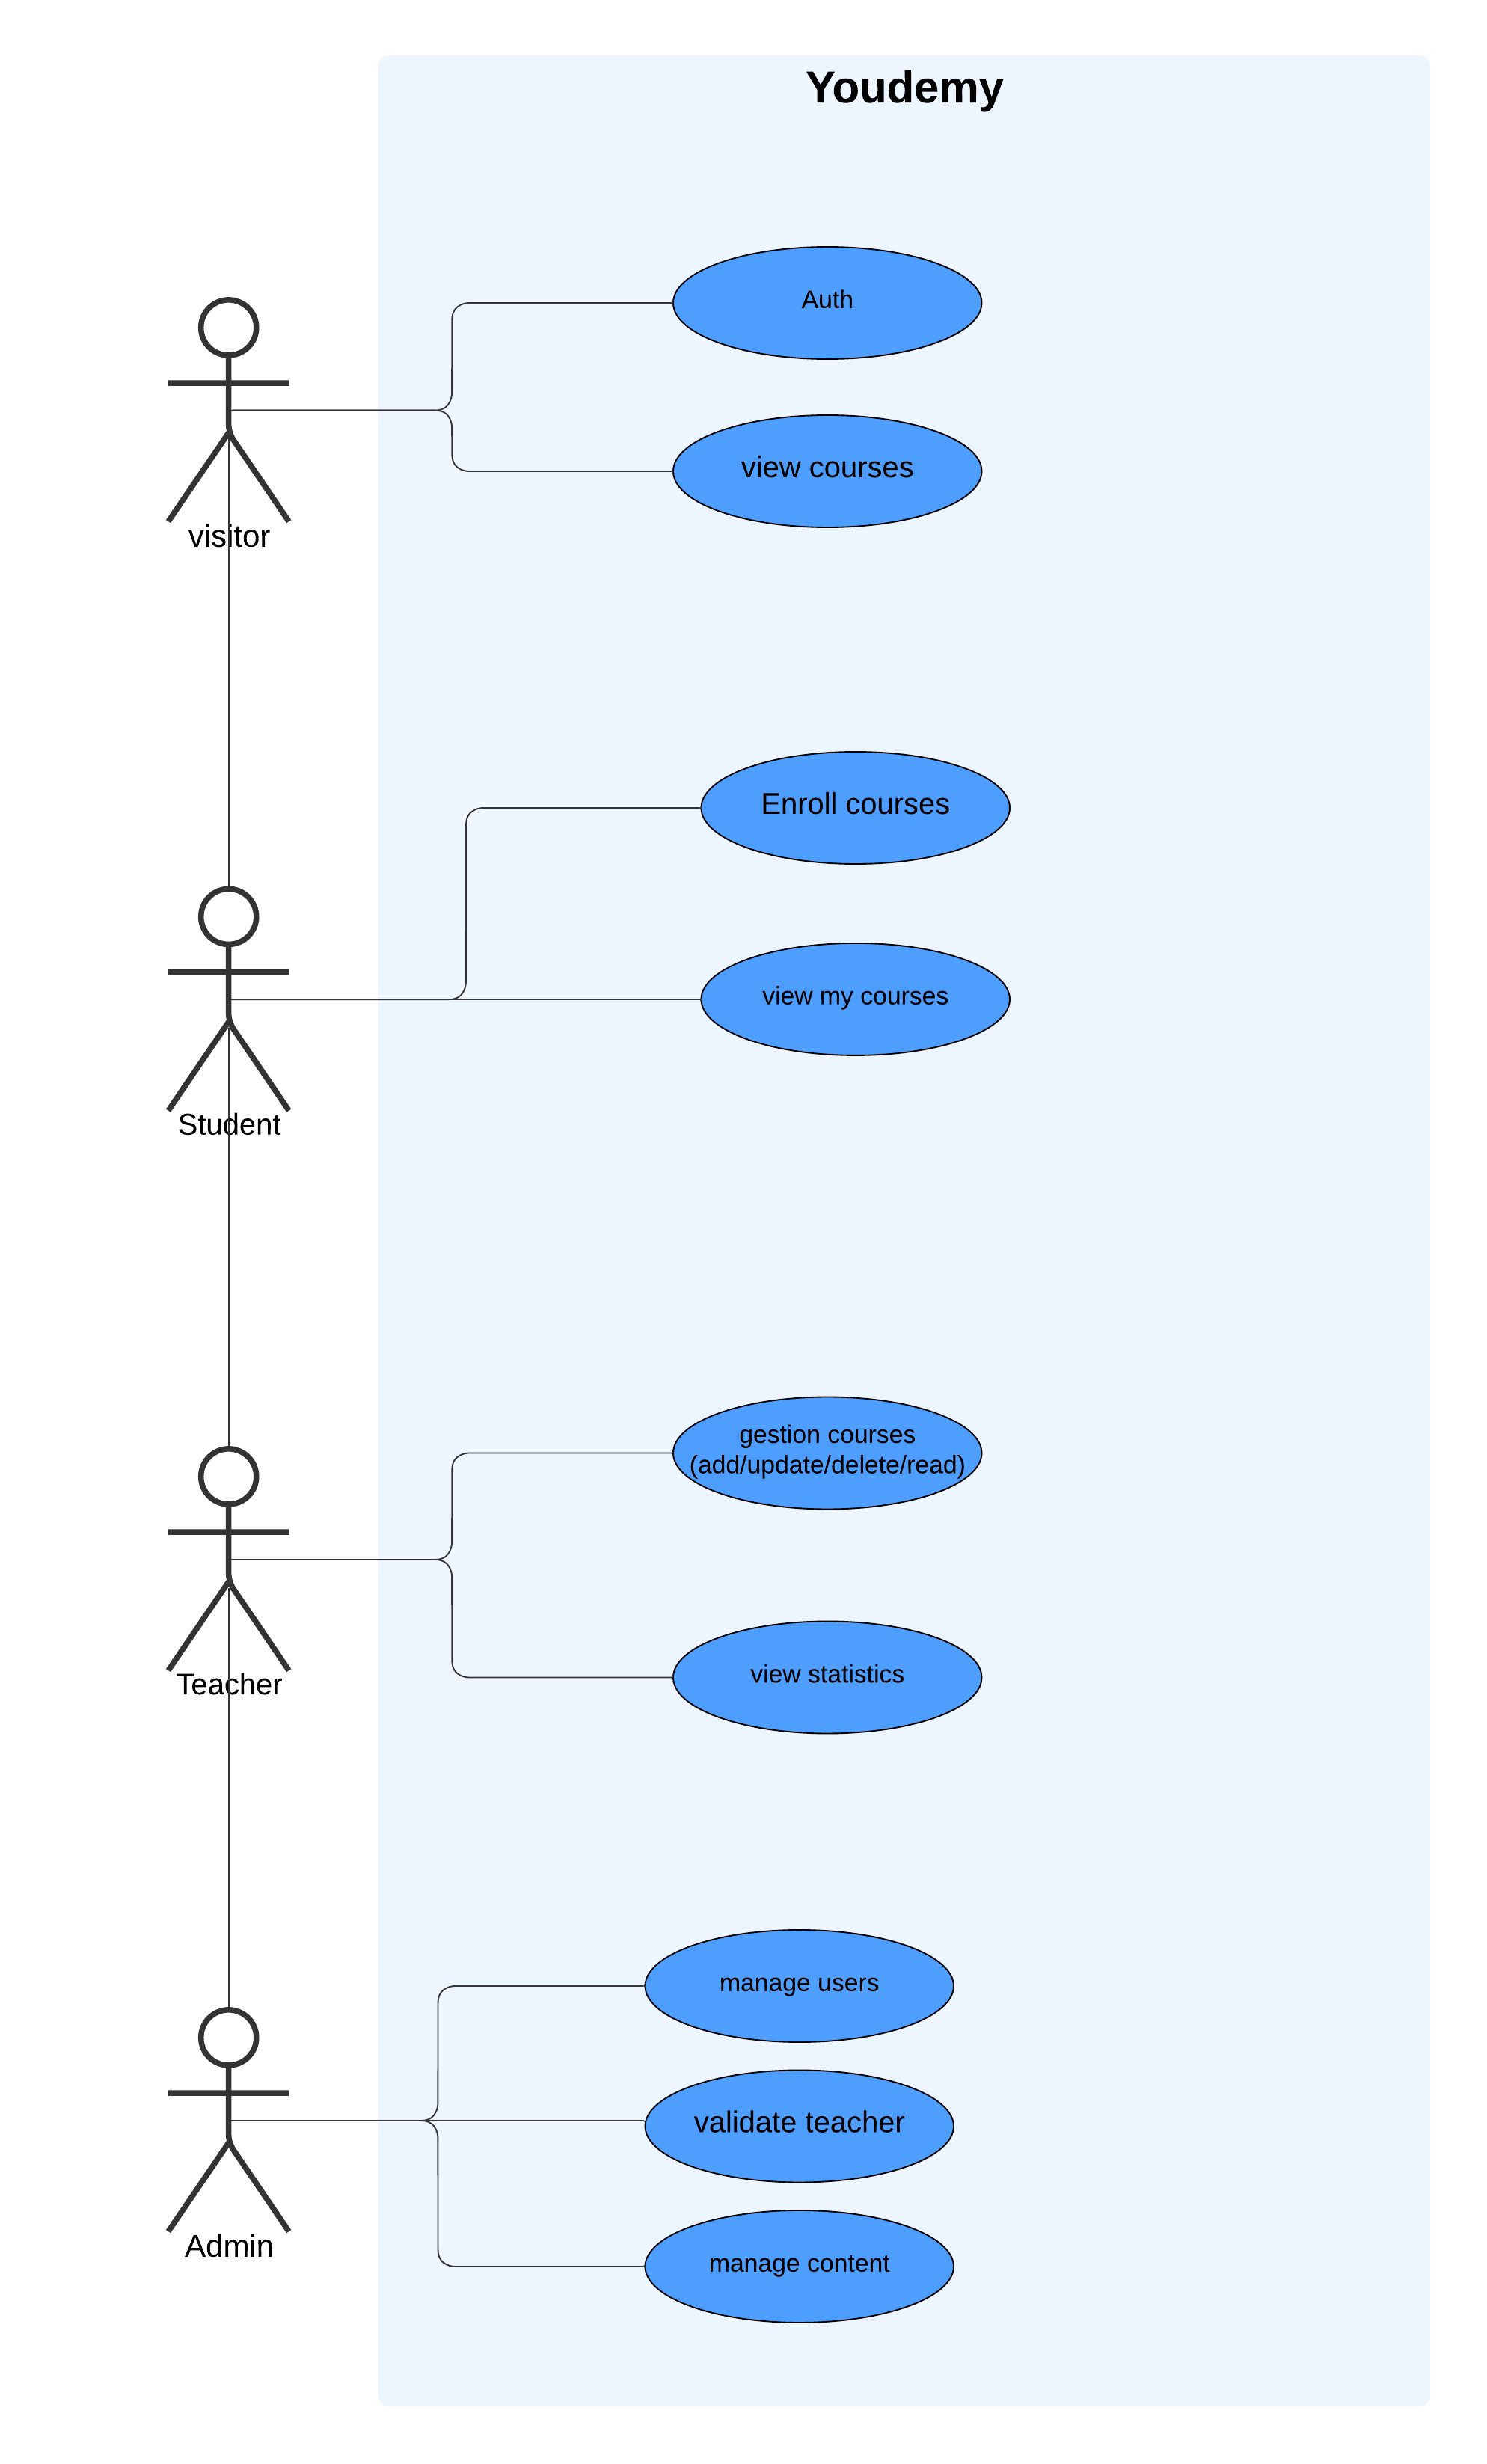 Youdemy
Auth
view courses
visitor
Enroll courses
view my courses
Student
gestion courses
(add/update/delete/read)
view statistics
Teacher
manage users
validate teacher
Admin
manage content